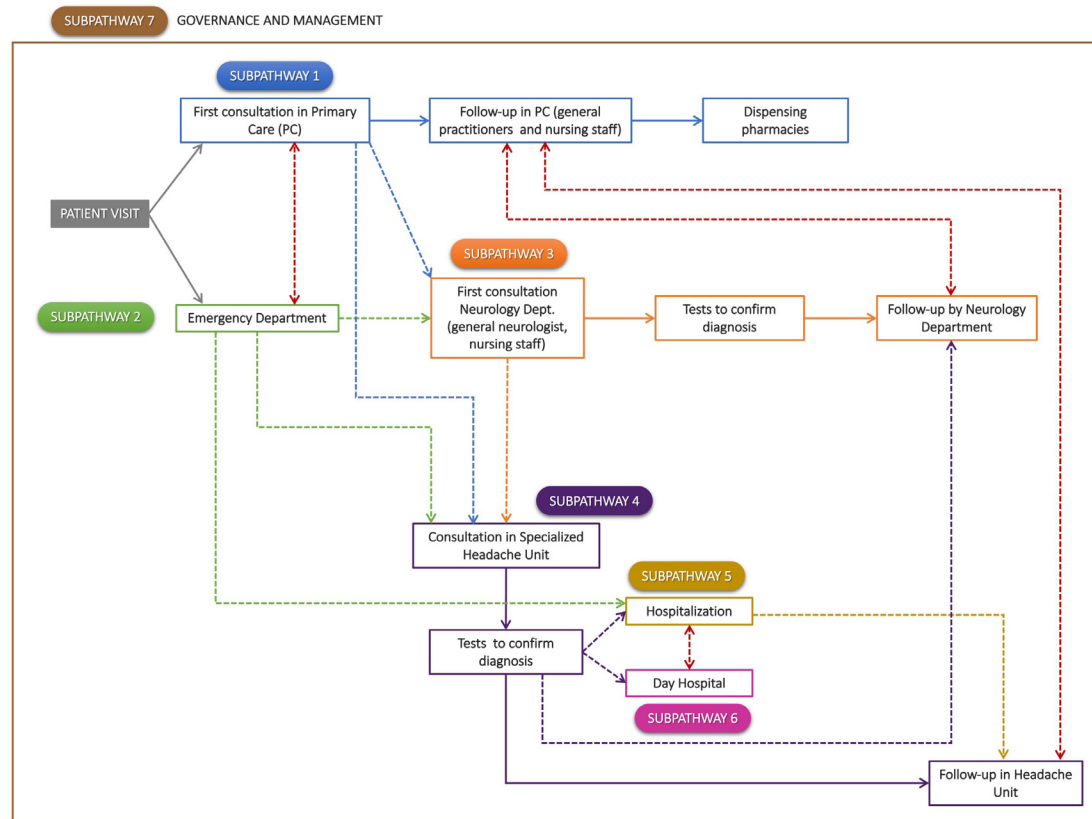 SUBPATHWAY 7 GOVERNANCE AND MANAGEMENT
SUBPATHWAY 1
First consultation in Primary
Care (PC)
Follow-up in PC (general
practitioners and nursing staff)
Dispensing
pharmacies
PATIENT VISIT
SUBPATHWAY 3
SUBPATHWAY 2
Emergency Department
First consultation
Neurology Dept.
(general neurologist,
nursing staff)
Tests to confirm
diagnosis
Follow-up by Neurology
Department
SUBPATHWAY 4
Consultation in Specialized
Headache Unit
SUBPATHWAY 5
Hospitalization
Tests to confirm
diagnosis
Day Hospital
SUBPATHWAY 6
Follow-up in Headache
Unit